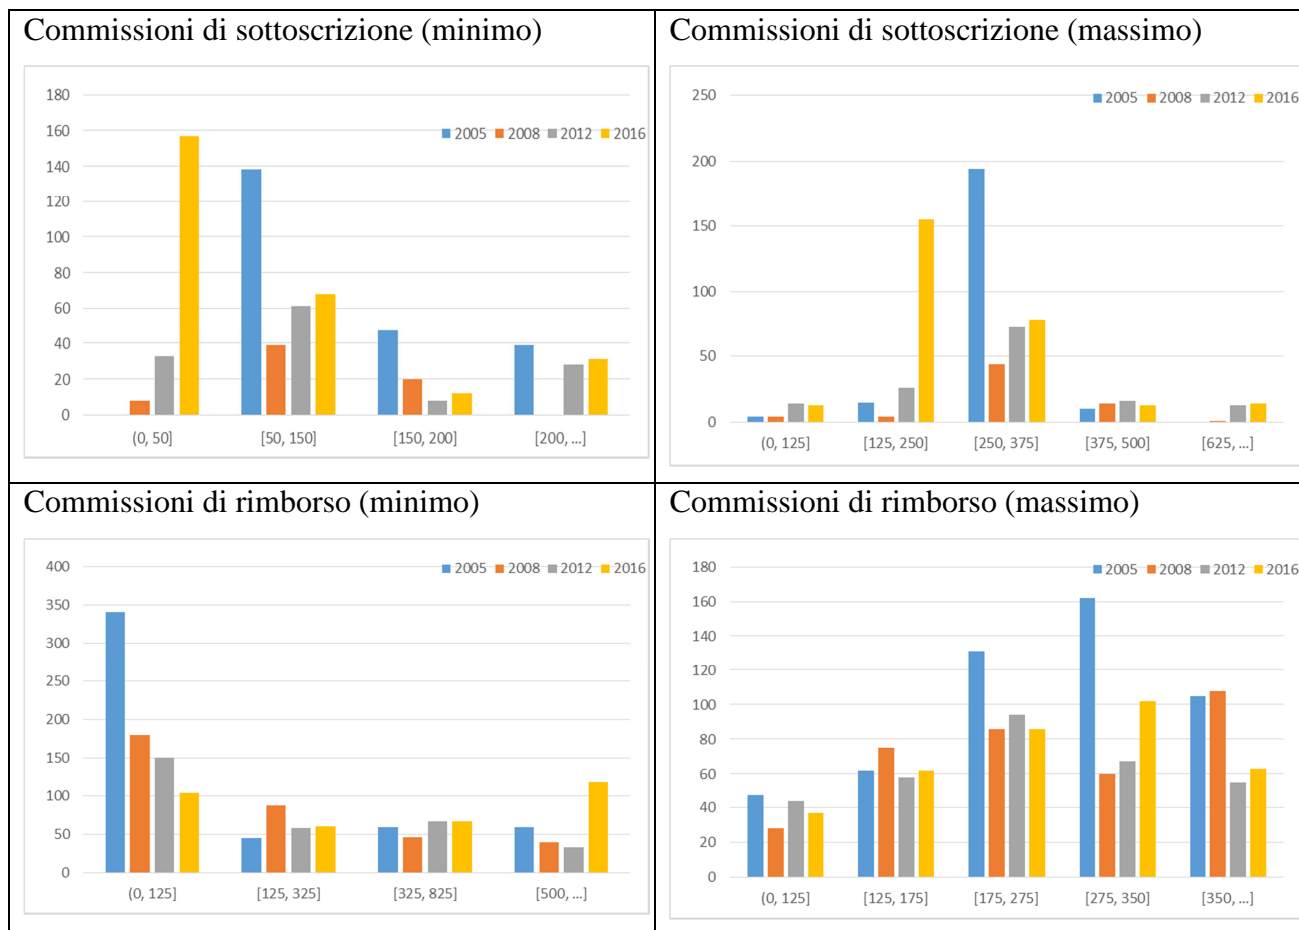 Commissioni di sottoscrizione (minimo)
180
160
140
120
100
80
60
40
20
0
2005 2008 2012 2016
(0, 50] [50, 150] [150, 200] [200, ...]
Commissioni di sottoscrizione (massimo)
250
200
150
100
50
0
2005 2008 2012 2016
(0, 125] [125, 250] [250, 375] [375, 500] [625, ...]
Commissioni di rimborso (minimo)
400
350
300
250
200
150
100
50
0
2005 2008 2012 2016
(0, 125] [125, 325] [325, 825] [500, ...]
Commissioni di rimborso (massimo)
180
160
140
120
100
80
60
40
20
0
2005 2008 2012 2016
(0, 125] [125, 175] [175, 275] [275, 350] [350, ...]